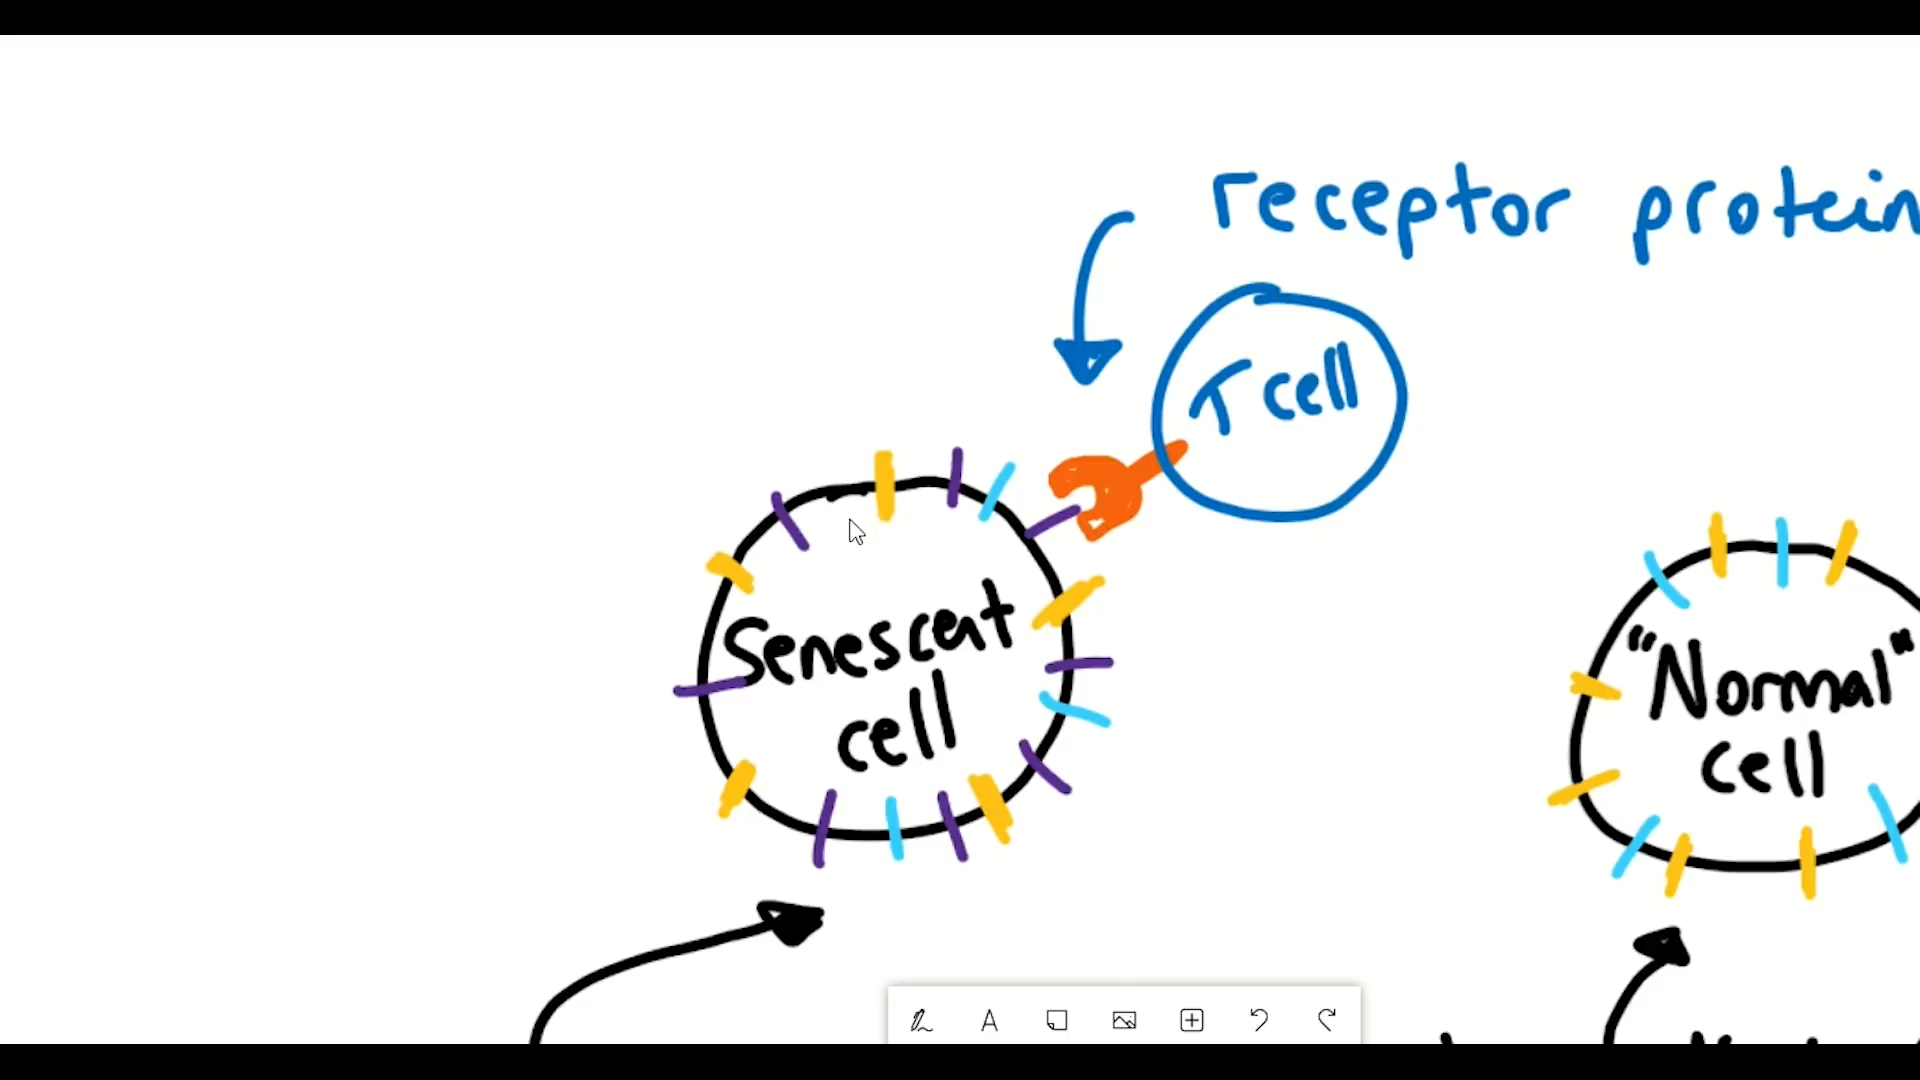 receptor protein
T cell
Senescent
cell
"Normal"
cell
A